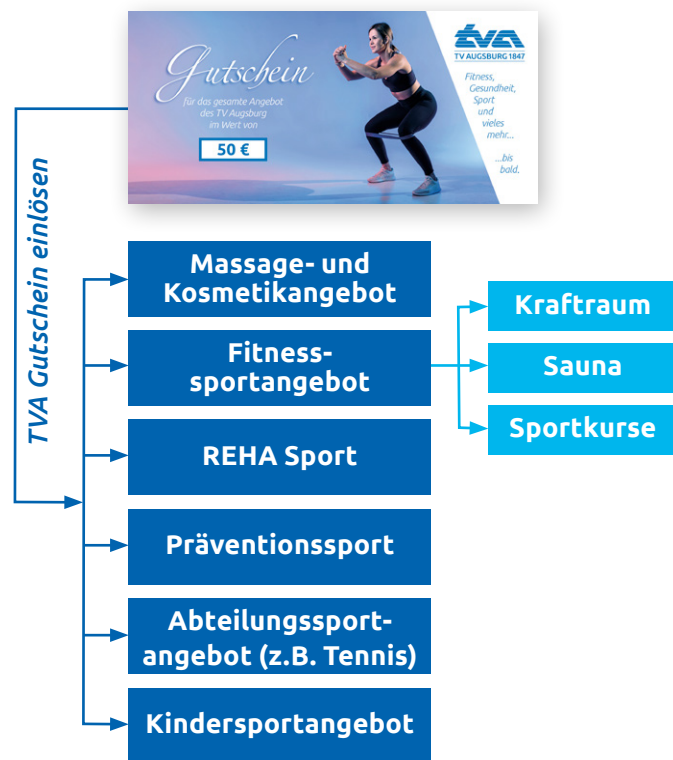 Gutschein
für das gesamte Angebot
des TV Augsburg
im Wert von
50 €
tva
TV AUGSBURG 1847
Fitness,
Gesundheit,
Sport
und
vieles
mehr...
...bis
bald.
TVA Gutschein einlösen
Massage- und
Kosmetikangebot
Fitness-
sportangebot
REHA Sport
Präventionssport
Abteilungssport-
angebot (z.B. Tennis)
Kindersportangebot
Kraftraum
Sauna
Sportkurse